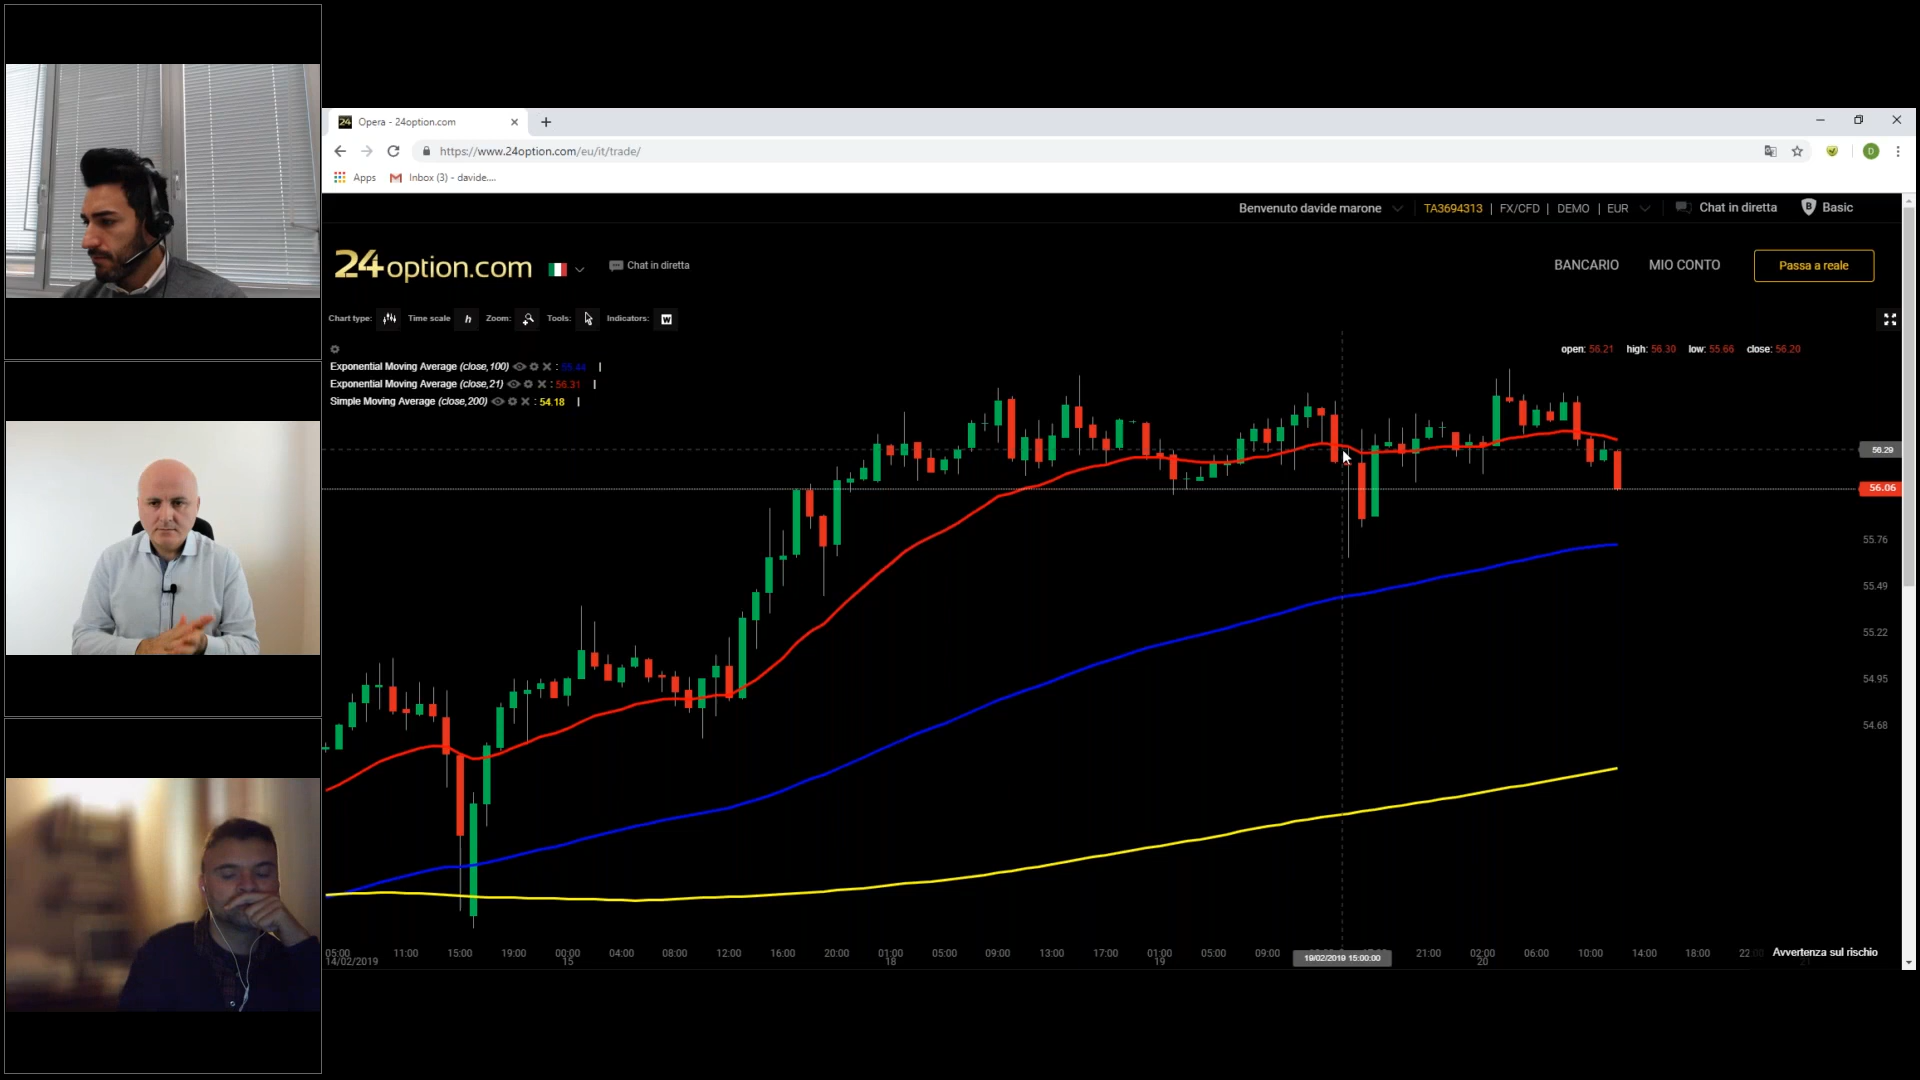 24 Opera - 24option.com
https://www.24option.com/eu/it/trade/
D
Apps Inbox (3) - davide....
Benvenuto davide marone TA3694313 | FX/CFD | DEMO | EUR Chat in diretta B Basic
24option.com Chat in diretta BANCARIO MIO CONTO Passa a reale
Chart type: Time scale h Zoom: Tools: Indicators: W
open: 56.21 high: 56.30 low: 55.66 close: 56.20
Exponential Moving Average (close,100) : 55.44
Exponential Moving Average (close,21) : 56.31
Simple Moving Average (close,200) : 54.18
56.29
56.06
55.76
55.49
55.22
54.95
54.68
05:00 11:00 15:00 19:00 00:00 04:00 08:00 12:00 16:00 20:00 01:00 05:00 09:00 13:00 17:00 01:00 05:00 09:00 21:00 02:00 06:00 10:00 14:00 18:00 Avvertenza sul rischio
14/02/2019 15 18 19 19/02/2019 15:00:00 20